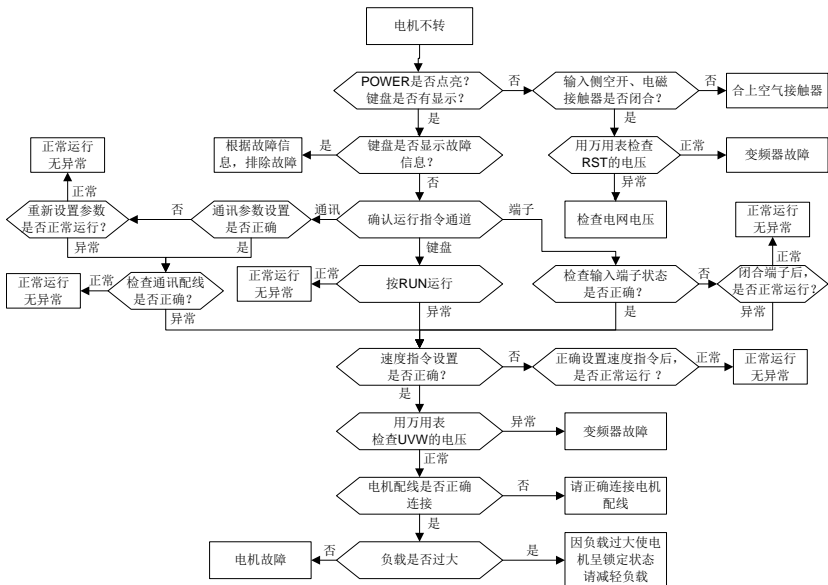 电机不转
POWER是否点亮？
键盘是否有显示？
否
输入侧空开、电磁
接触器是否闭合？
否
合上空气接触器
是
是
正常运行
无异常
根据故障信
息，排除故障
是
键盘是否显示故障
信息？
用万用表检查
RST的电压
正常
变频器故障
正常
否
异常
重新设置参数
是否正常运行？
否
通讯参数设置
是否正确
通讯
确认运行指令通道
端子
检查电网电压
正常运行
无异常
异常
是
键盘
正常
正常运行
无异常
正常
检查通讯配线
是否正确？
正常运行
无异常
正常
按RUN运行
检查输入端子状态
是否正确？
否
闭合端子后，
是否正常运行？
异常
异常
是
异常
速度指令设置
是否正确？
否
正确设置速度指令后，
是否正常运行 ？
正常
正常运行
无异常
是
用万用表
检查UVW的电压
异常
变频器故障
正常
电机配线是否正确
连接
否
请正确连接电机
配线
是
电机故障
否
负载是否过大
是
因负载过大使电
机呈锁定状态
请减轻负载